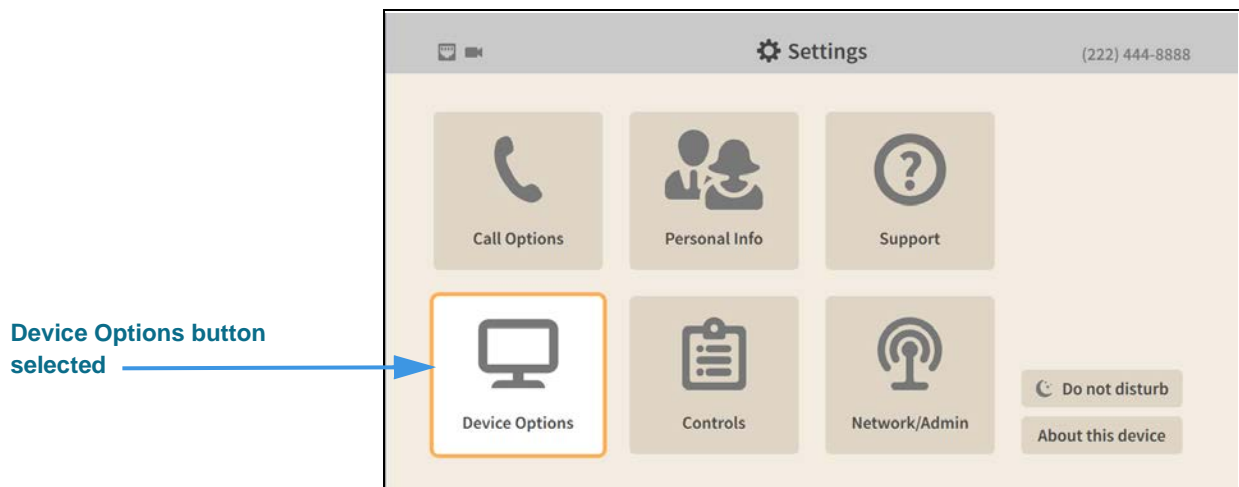 Settings
(222) 444-8888
Call Options
Personal Info
Support
Device Options button
selected
Device Options
Controls
Network/Admin
Do not disturb
About this device